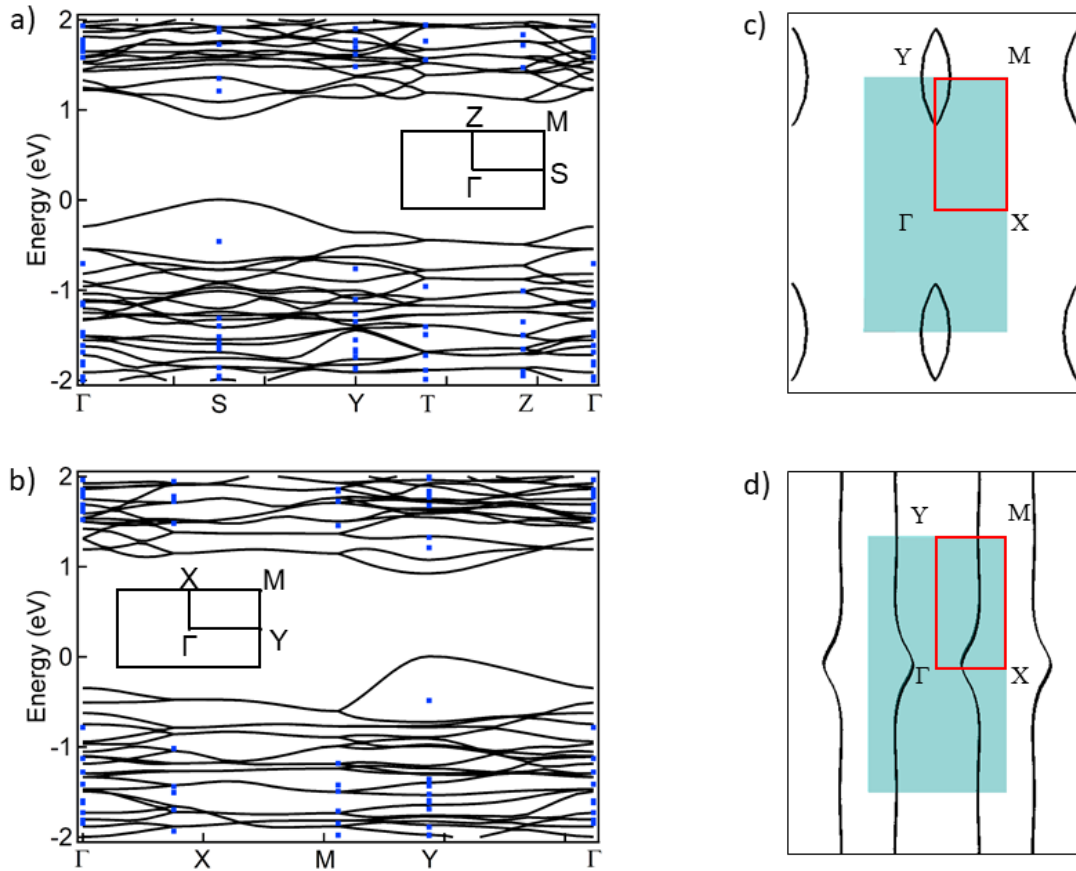 a)
Energy (eV)
2
1
0
-1
-2
Z
M
S
Γ
Γ
S
Y
T
Z
Γ
c)
Y
M
Γ
X
b)
Energy (eV)
2
1
0
-1
-2
X
M
Γ
Y
Γ
X
M
Y
Γ
d)
Y
M
Γ
X